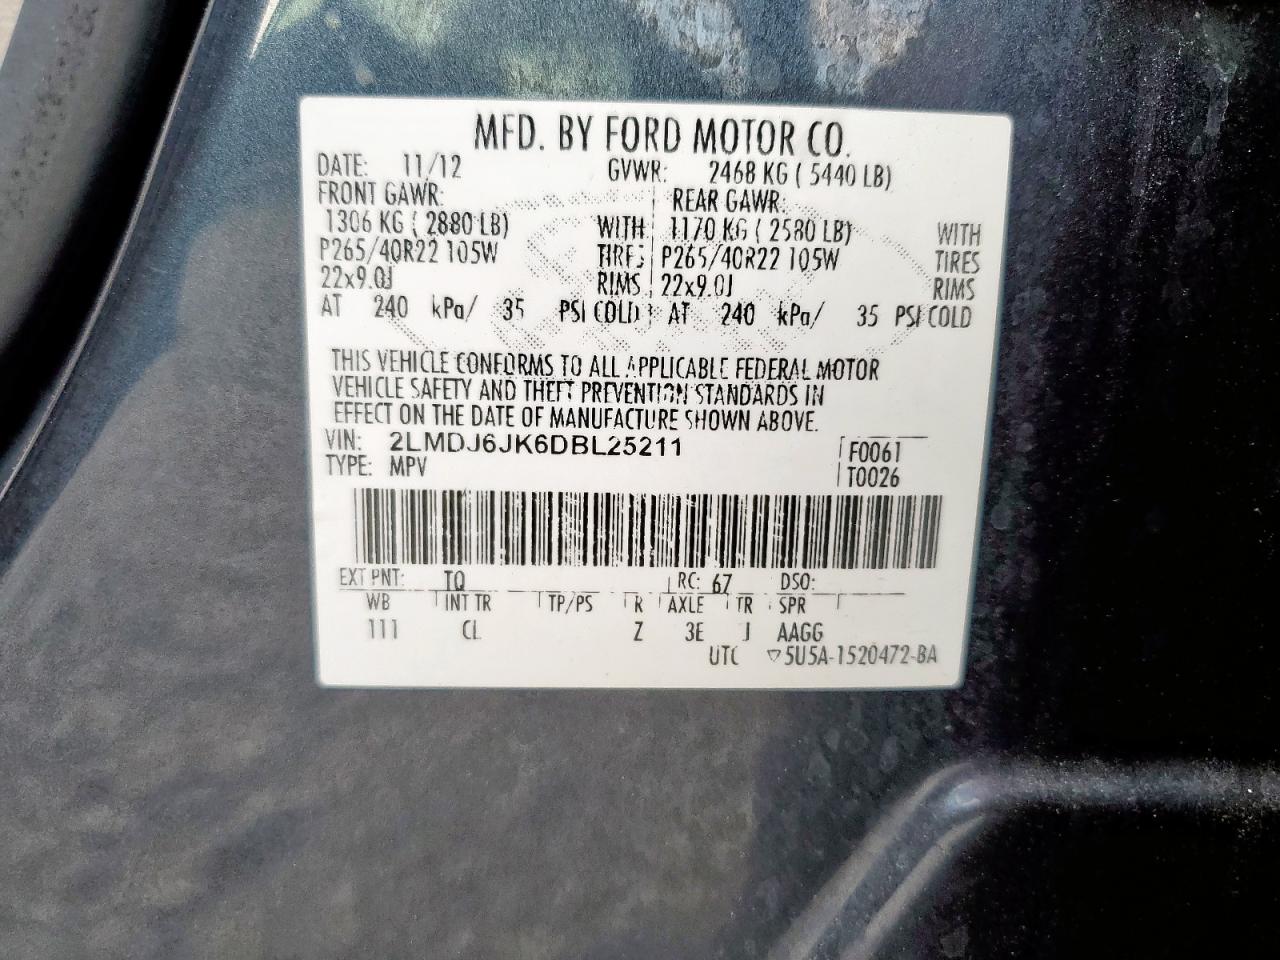 MFD. BY FORD MOTOR CO.
DATE: 11/12 GVWR: 2468 KG ( 5440 LB)
FRONT GAWR: REAR GAWR:
1306 KG ( 2880 LB) WITH 1170 KG ( 2580 LB) WITH
P265/40R22 105W TIRES P265/40R22 105W TIRES
22x9.0J RIMS 22x9.0J RIMS
AT 240 kPa/ 35 PSI COLD AT 240 kPa/ 35 PSI COLD
THIS VEHICLE CONFORMS TO ALL APPLICABLE FEDERAL MOTOR
VEHICLE SAFETY AND THEFT PREVENTION STANDARDS IN
EFFECT ON THE DATE OF MANUFACTURE SHOWN ABOVE.
VIN: 2LMDJ6JK6DBL25211 F0061
TYPE: MPV T0026
EXT PNT: TQ RC: 67 DSO:
WB INT TR TP/PS R AXLE TR SPR
111 CL Z 3E J AAGG
UTC ▽5U5A-1520472-BA